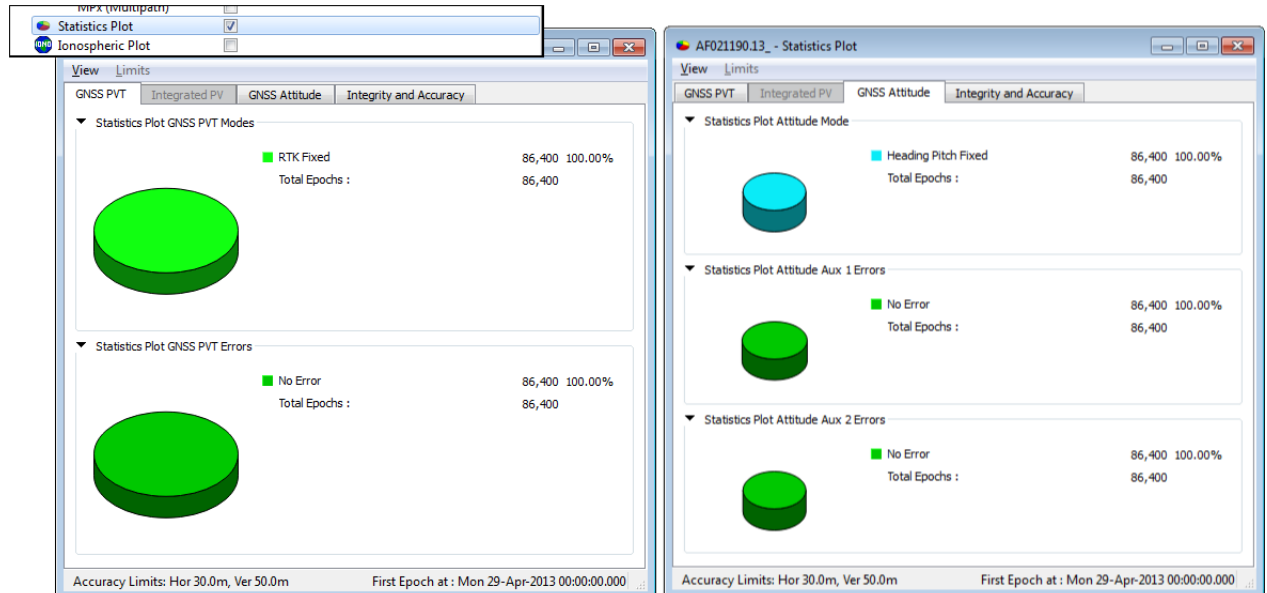 MPx (Multipath)
Statistics Plot
IONO Ionospheric Plot
View Limits
GNSS PVT Integrated PV GNSS Attitude Integrity and Accuracy
Statistics Plot GNSS PVT Modes
RTK Fixed 86,400 100.00%
Total Epochs : 86,400
Statistics Plot GNSS PVT Errors
No Error 86,400 100.00%
Total Epochs : 86,400
Accuracy Limits: Hor 30.0m, Ver 50.0m First Epoch at : Mon 29-Apr-2013 00:00:00.000
AF021190.13_ - Statistics Plot
View Limits
GNSS PVT Integrated PV GNSS Attitude Integrity and Accuracy
Statistics Plot Attitude Mode
Heading Pitch Fixed 86,400 100.00%
Total Epochs : 86,400
Statistics Plot Attitude Aux 1 Errors
No Error 86,400 100.00%
Total Epochs : 86,400
Statistics Plot Attitude Aux 2 Errors
No Error 86,400 100.00%
Total Epochs : 86,400
Accuracy Limits: Hor 30.0m, Ver 50.0m First Epoch at : Mon 29-Apr-2013 00:00:00.000